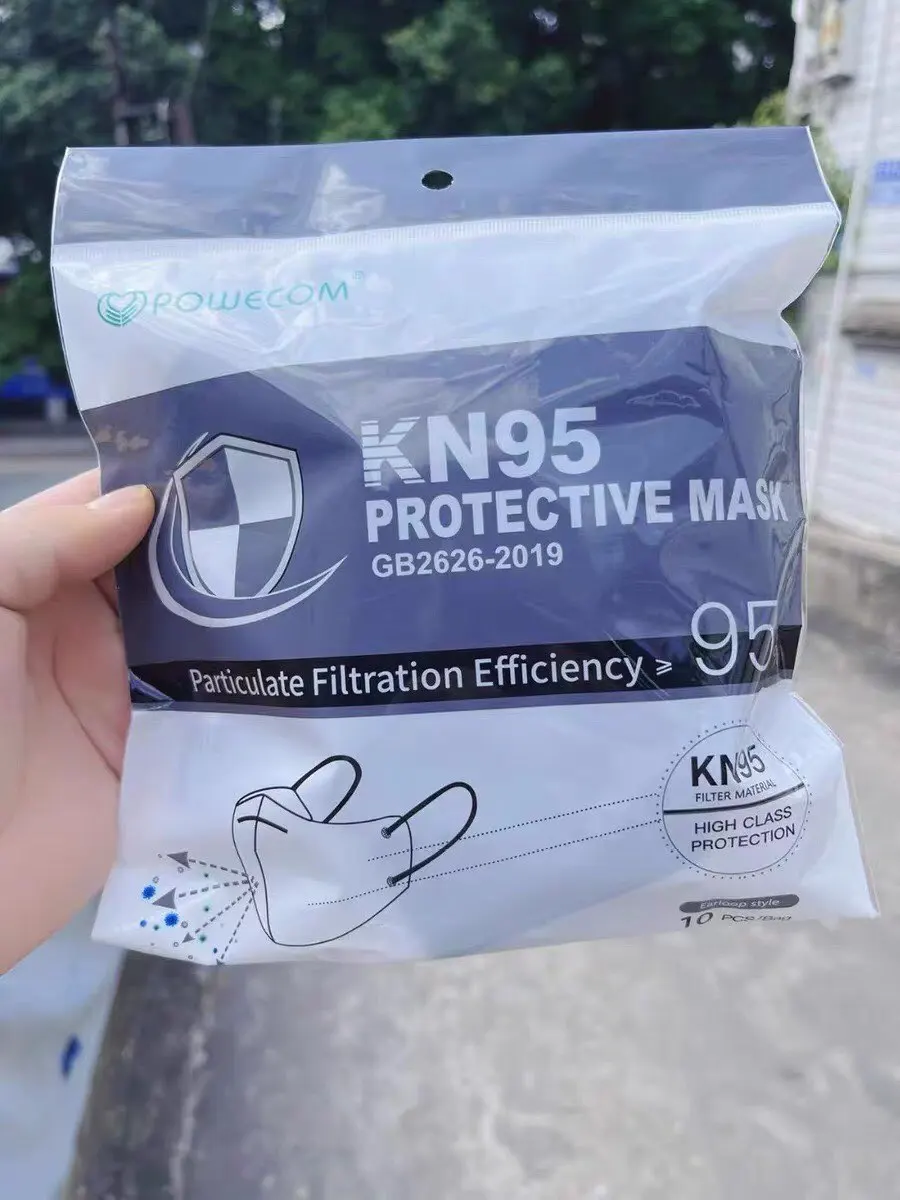 POWECOM®
KN95
PROTECTIVE MASK
GB2626-2019
Particulate Filtration Efficiency ≥ 95
KN95
FILTER MATERIAL
HIGH CLASS
PROTECTION
Earloop style
10 PCS/Bag